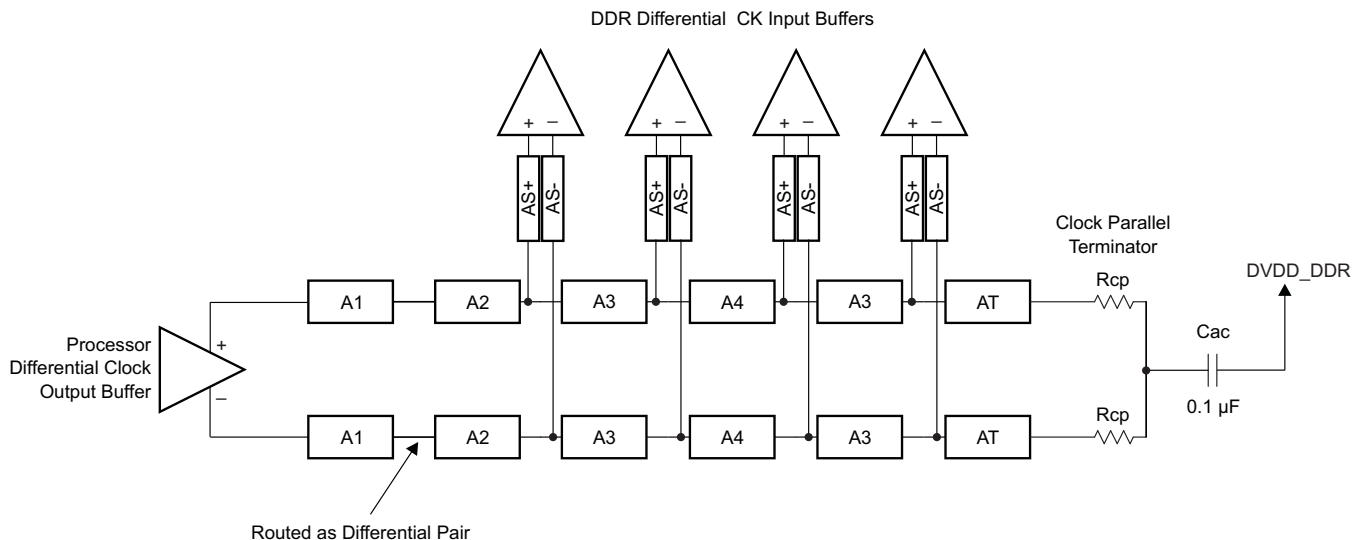 DDR Differential CK Input Buffers
+ –
+ –
+ –
+ –
AS+
AS-
AS+
AS-
AS+
AS-
AS+
AS-
Clock Parallel
Terminator
DVDD_DDR
A1
A2
A3
A4
A3
AT
Rcp
Processor
Differential Clock
Output Buffer
+
–
Cac
0.1 µF
A1
A2
A3
A4
A3
AT
Rcp
Routed as Differential Pair